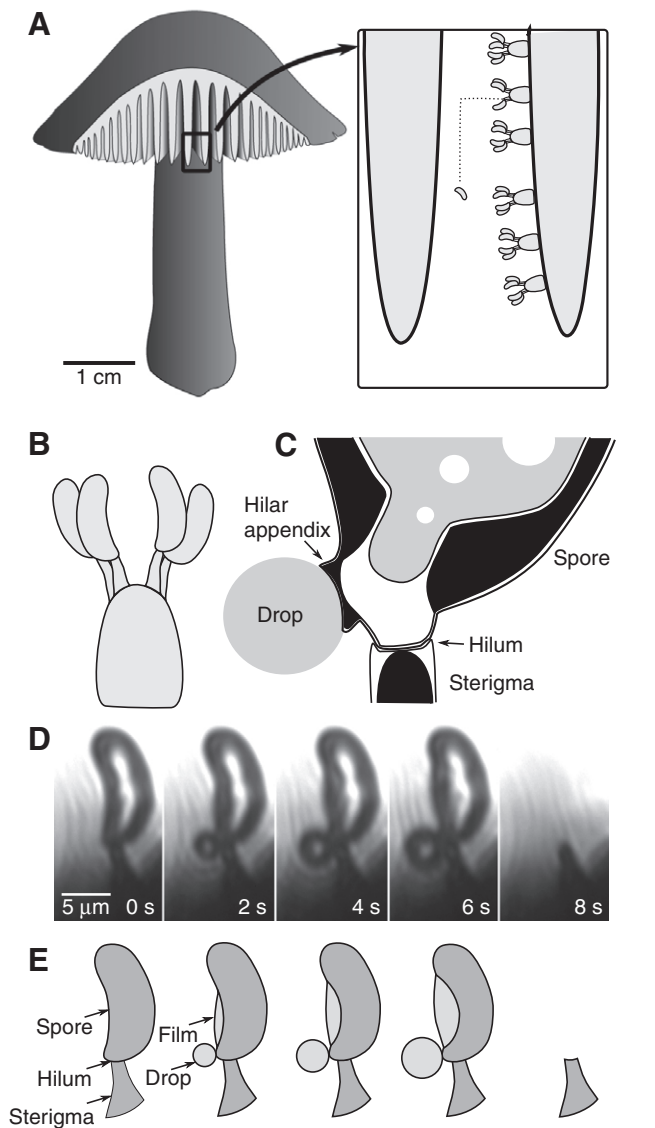 A
1 cm
B
C
Hilar
appendix
Drop
Spore
Hilum
Sterigma
D
5 μm
0 s
2 s
4 s
6 s
8 s
E
Spore
Film
Hilum
Drop
Sterigma